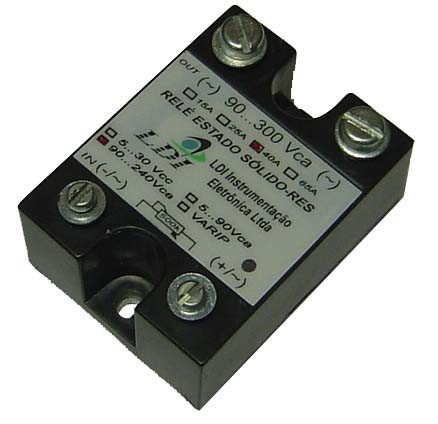 OUT (~) 90...300 Vca (~)
15A 25A 40A 65A
RELÉ ESTADO SÓLIDO-RES
LDI
LDI Instrumentação
Eletrônica Ltda
5...30 Vcc
90...240Vca
5...90Vca
VARIP
IN (-/~)
500K
(+/~)